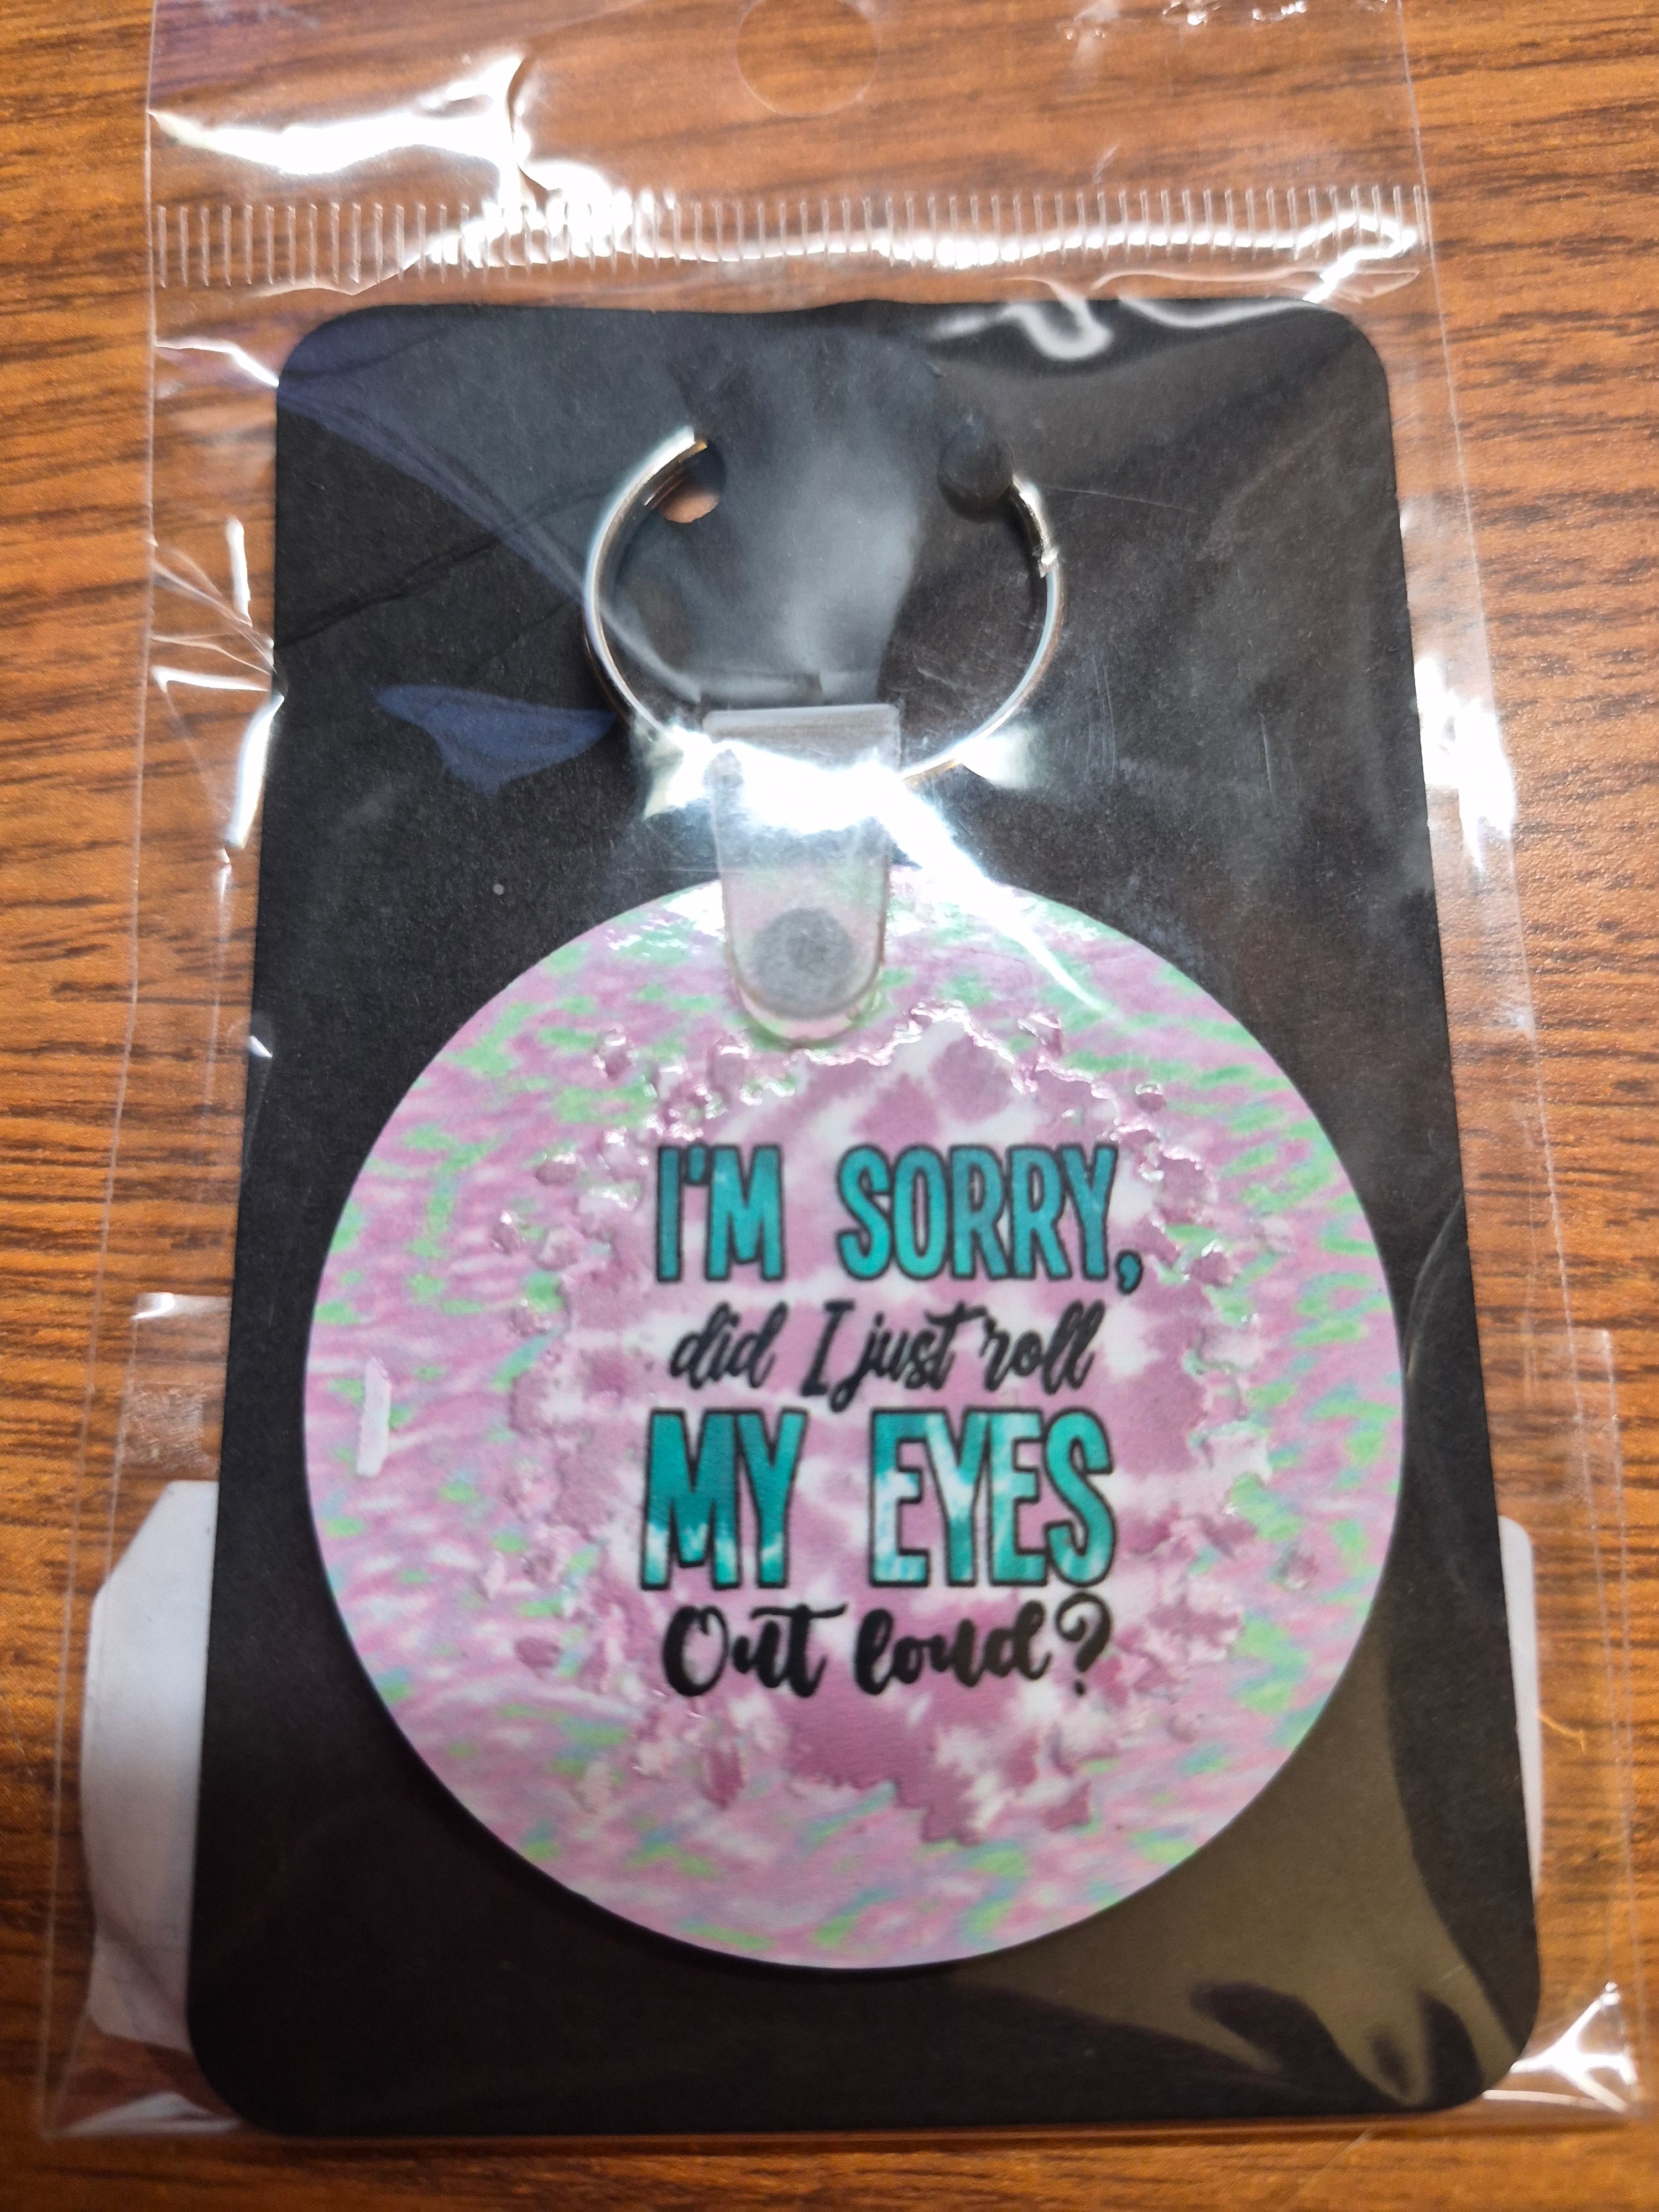 I'M SORRY,
did I just roll
MY EYES
Out loud?